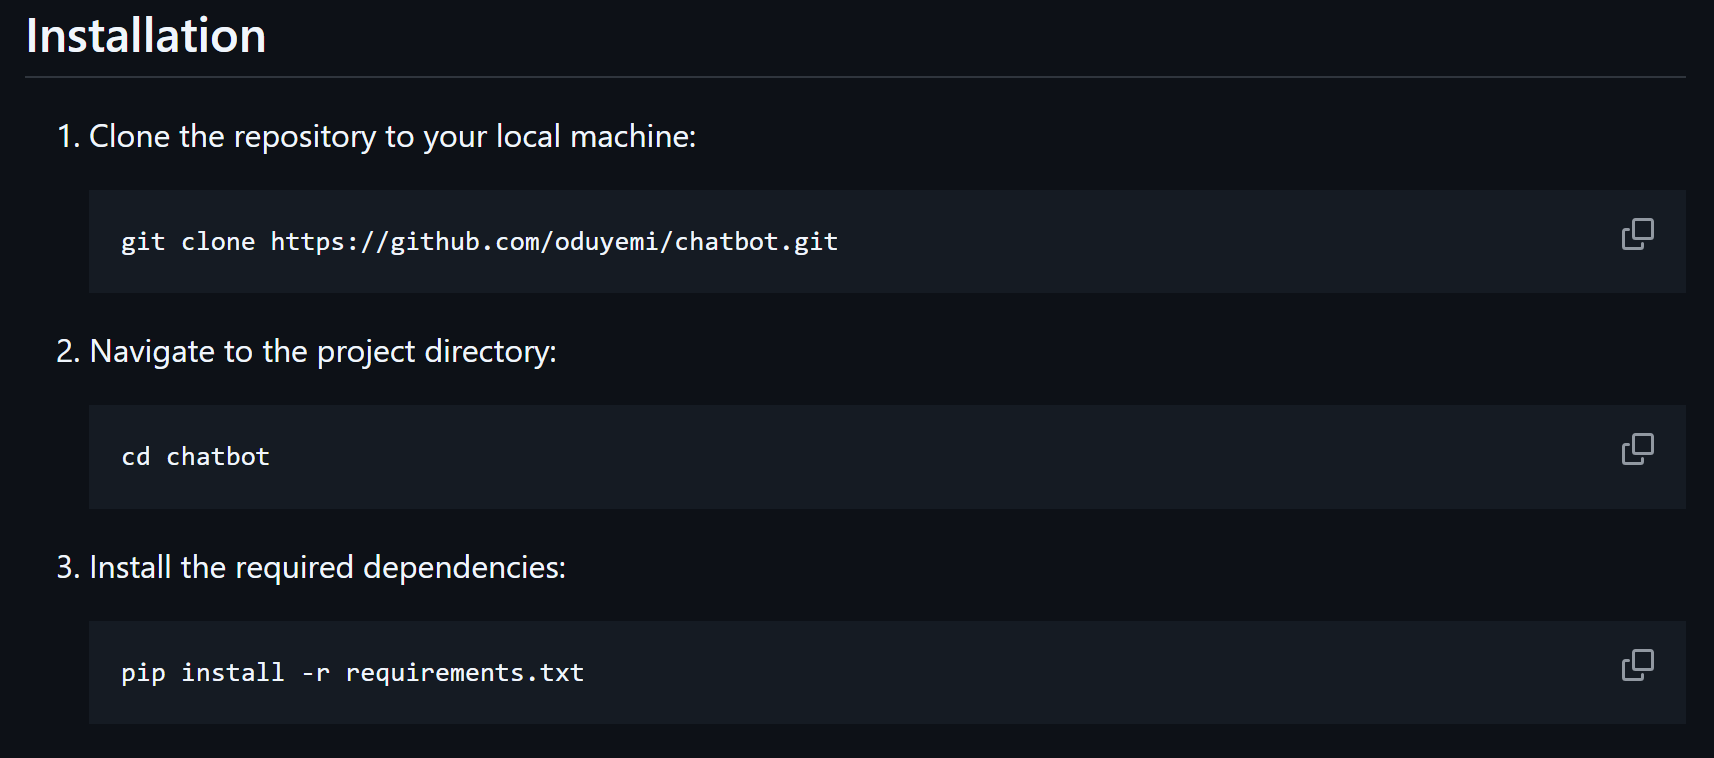 Installation
1. Clone the repository to your local machine:
git clone https://github.com/oduyemi/chatbot.git
2. Navigate to the project directory:
cd chatbot
3. Install the required dependencies:
pip install -r requirements.txt